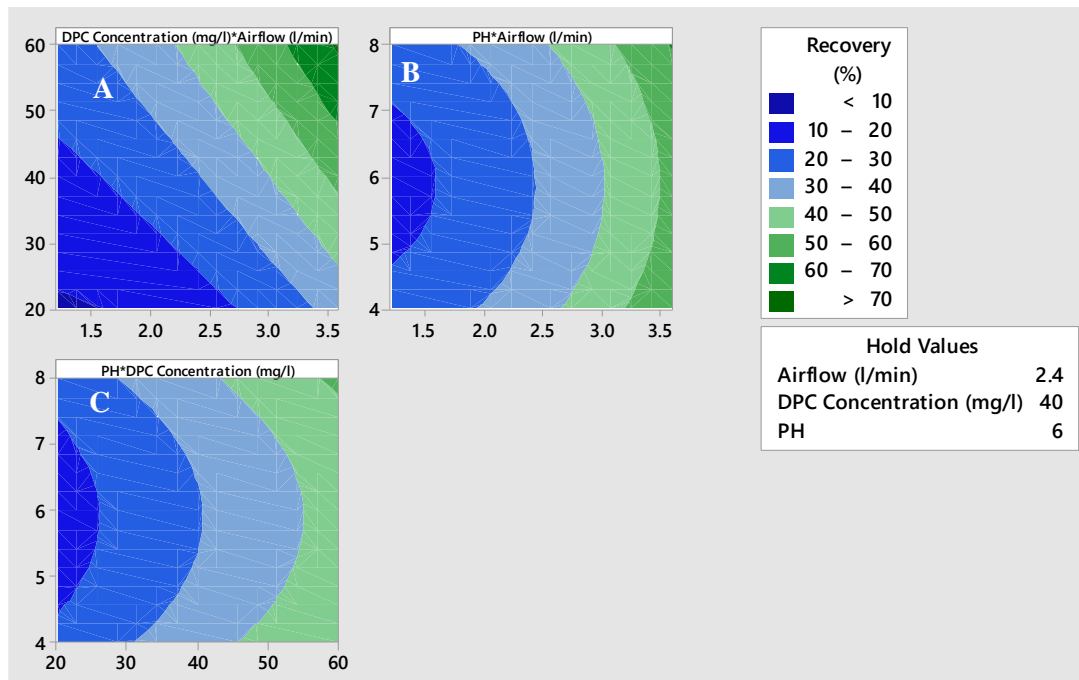 DPC Concentration (mg/l)*Airflow (l/min)
A
60
50
40
30
20
1.5 2.0 2.5 3.0 3.5
PH*Airflow (l/min)
B
8
7
6
5
4
1.5 2.0 2.5 3.0 3.5
PH*DPC Concentration (mg/l)
C
8
7
6
5
4
20 30 40 50 60
Recovery
(%)
< 10
10 – 20
20 – 30
30 – 40
40 – 50
50 – 60
60 – 70
> 70
Hold Values
Airflow (l/min) 2.4
DPC Concentration (mg/l) 40
PH 6